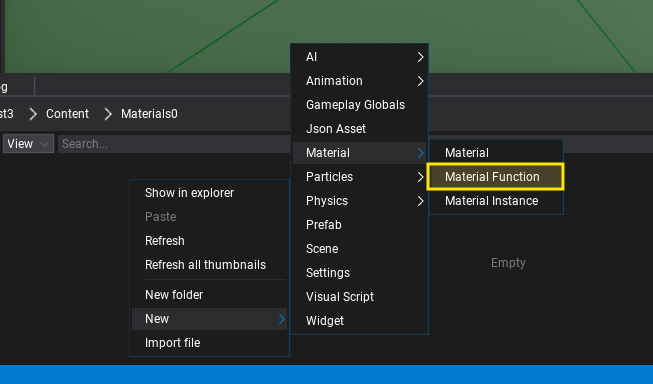 og
st3 Content Materials0
View Search...
Show in explorer
Paste
Refresh
Refresh all thumbnails
New folder
New
Import file
AI
Animation
Gameplay Globals
Json Asset
Material
Particles
Physics
Prefab
Scene
Settings
Visual Script
Widget
Material
Material Function
Material Instance
Empty